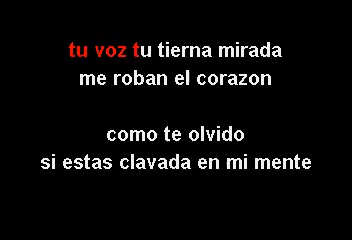 tu voz tu tierna mirada
me roban el corazon
como te olvido
si estas clavada en mi mente